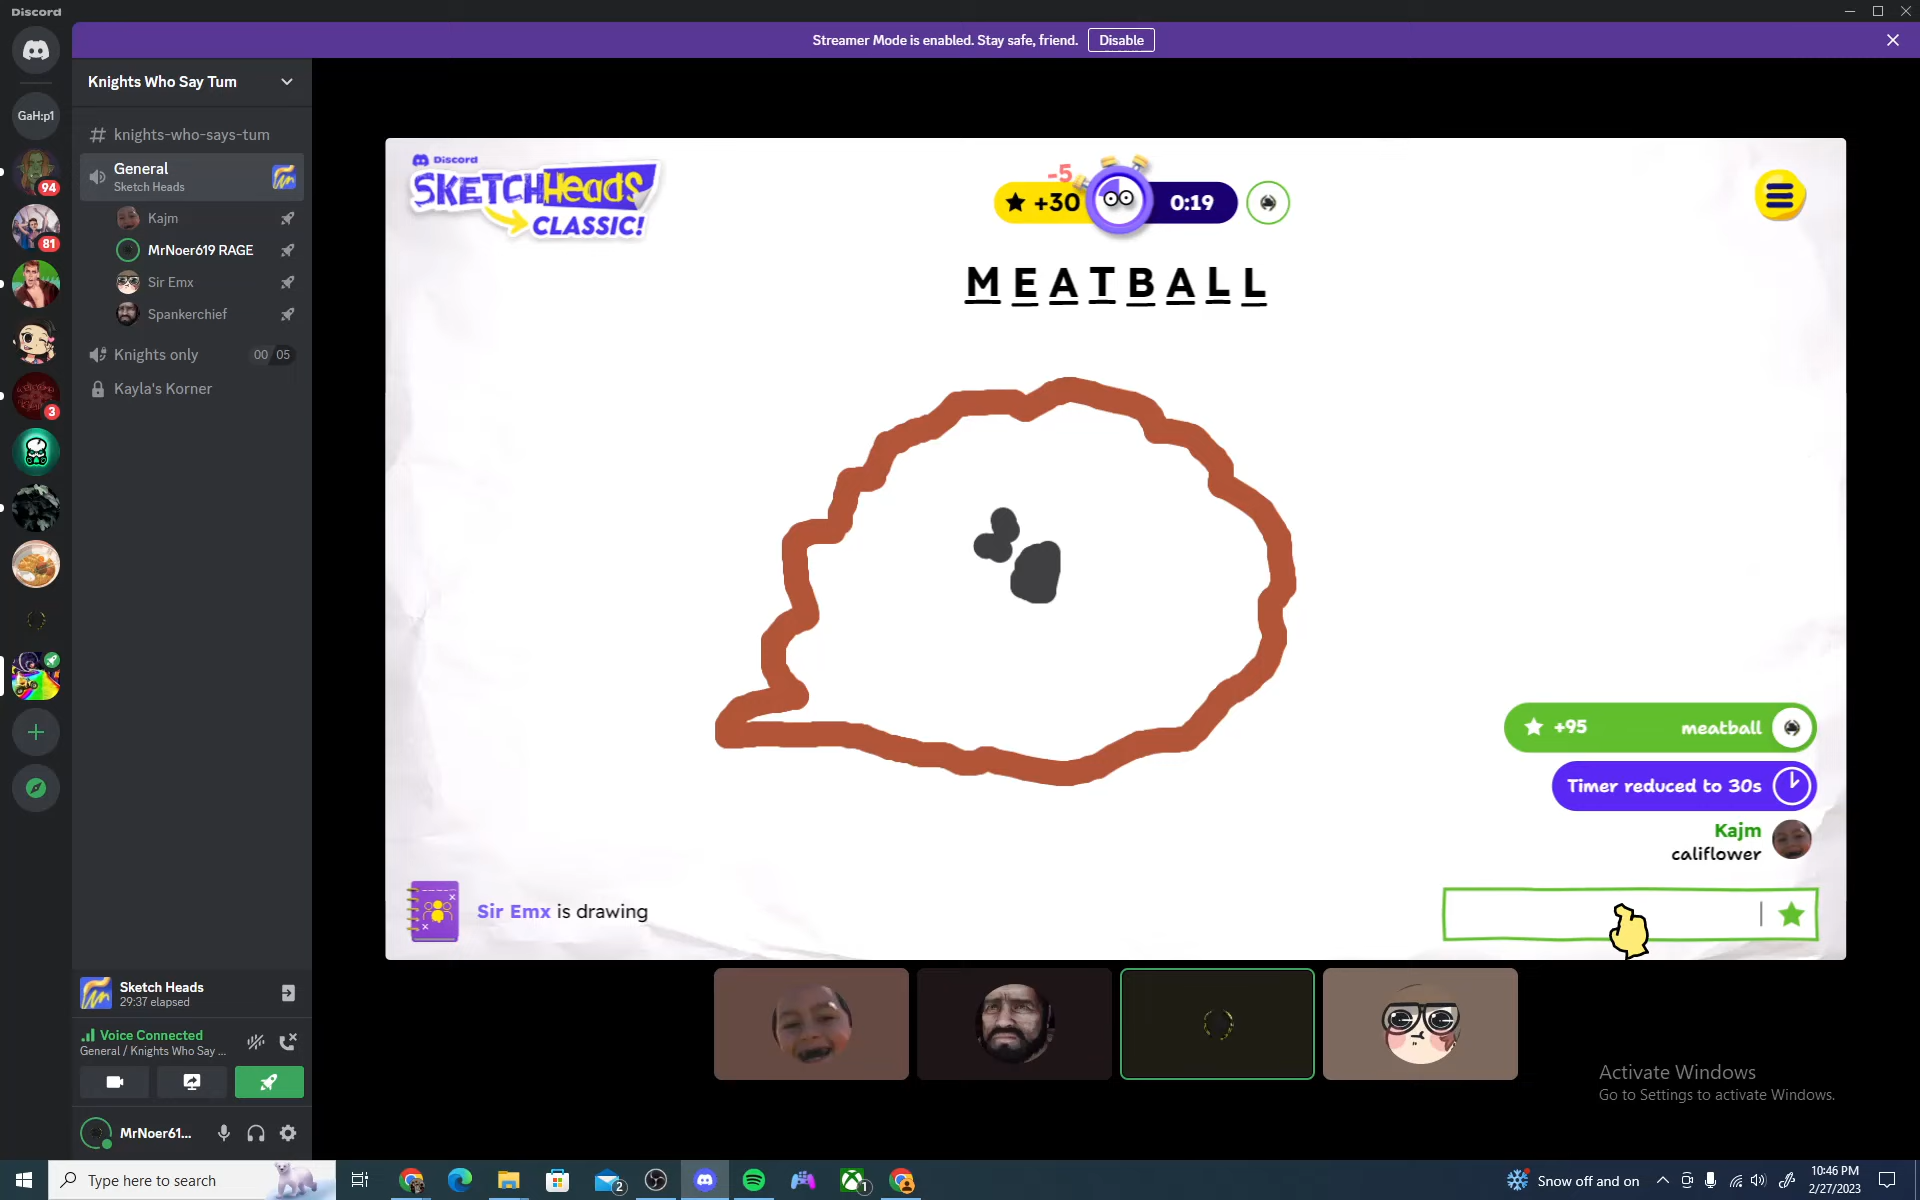 Discord
Streamer Mode is enabled. Stay safe, friend.
Disable
Knights Who Say Tum
GaH:p1
knights-who-says-tum
General
Sketch Heads
94
Kajm
81
MrNoer619 RAGE
Sir Emx
Spankerchief
Knights only
00 05
Kayla's Korner
3
Discord
SKETCHHeadS
CLASSIC!
-5
+30
0:19
MEATBALL
+95
meatball
Timer reduced to 30s
Kajm
califlower
Sir Emx is drawing
Sketch Heads
29:37 elapsed
Voice Connected
General / Knights Who Say ...
MrNoer61...
Activate Windows
Go to Settings to activate Windows.
Type here to search
2
1
Snow off and on
10:46 PM
2/27/2023